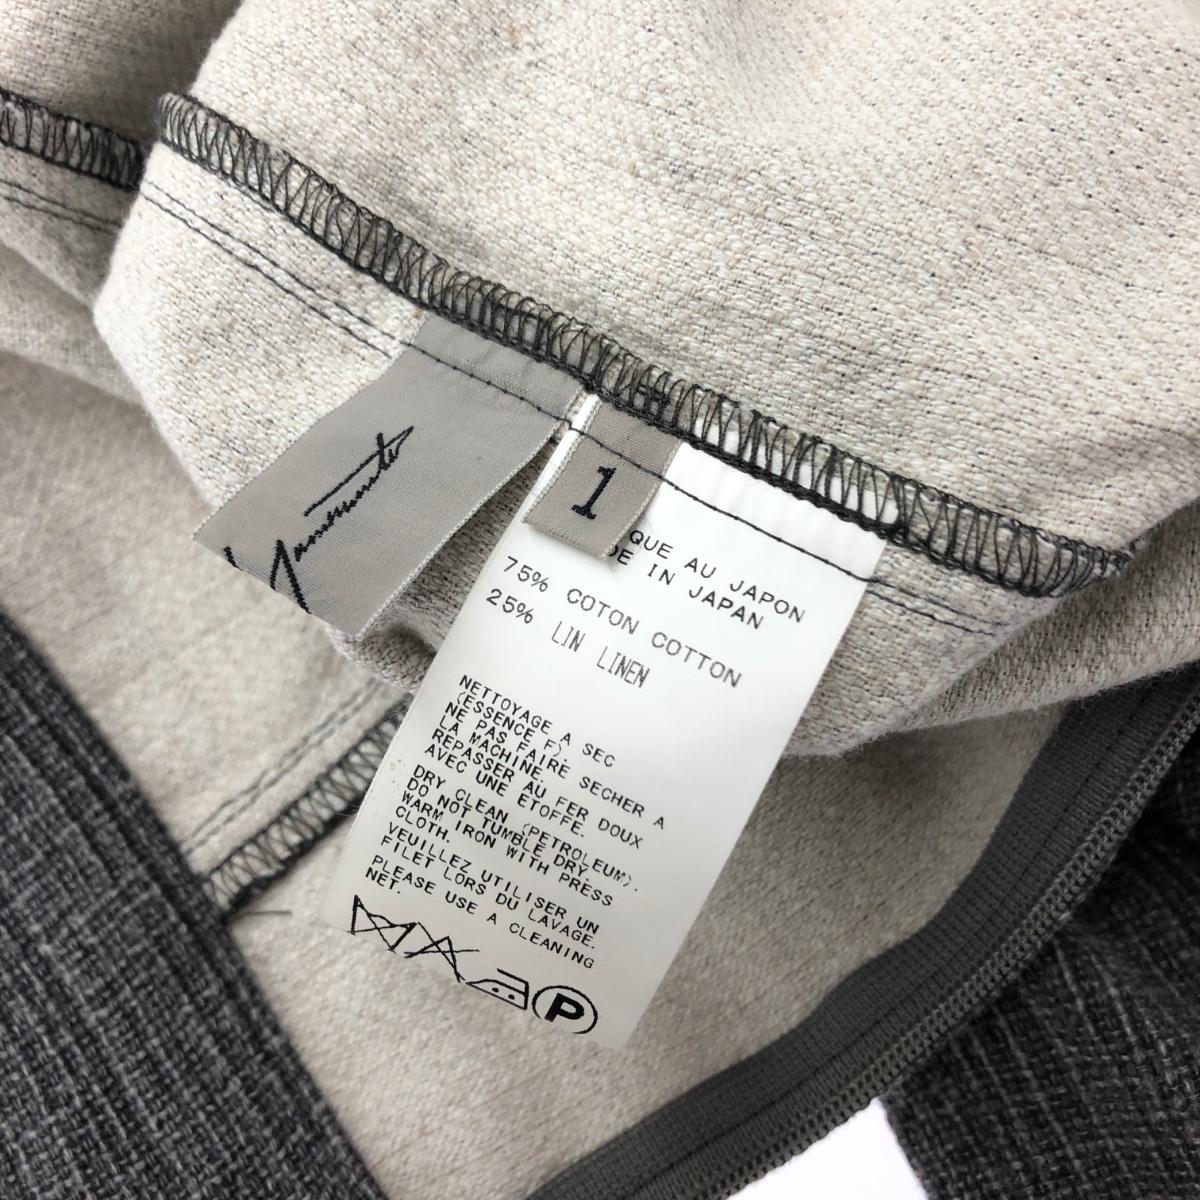 Yammamoto
1
QUE AU JAPON
DE IN JAPAN
75% COTON COTTON
25% LIN LINEN
NETTOYAGE A SEC
(ESSENCE F).
NE PAS FAIRE SECHER A
LA MACHINE.
REPASSER AU FER DOUX
AVEC UNE ETOFFE.
DRY CLEAN (PETROLEUM).
DO NOT TUMBLE DRY.
WARM IRON WITH PRESS
CLOTH.
VEUILLEZ UTILISER UN
FILET LORS DU LAVAGE.
PLEASE USE A CLEANING
NET.
P